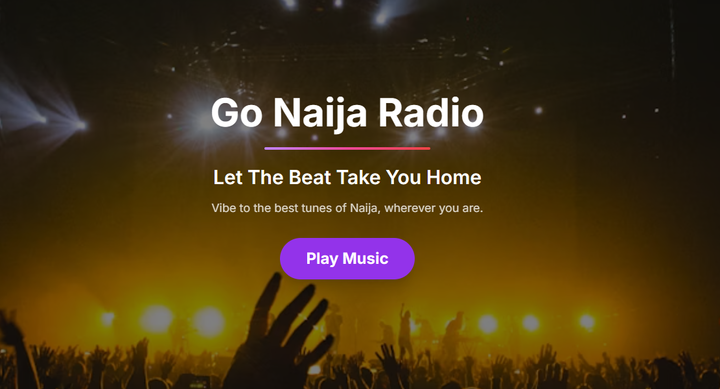 Go Naija Radio
Let The Beat Take You Home
Vibe to the best tunes of Naija, wherever you are.
Play Music